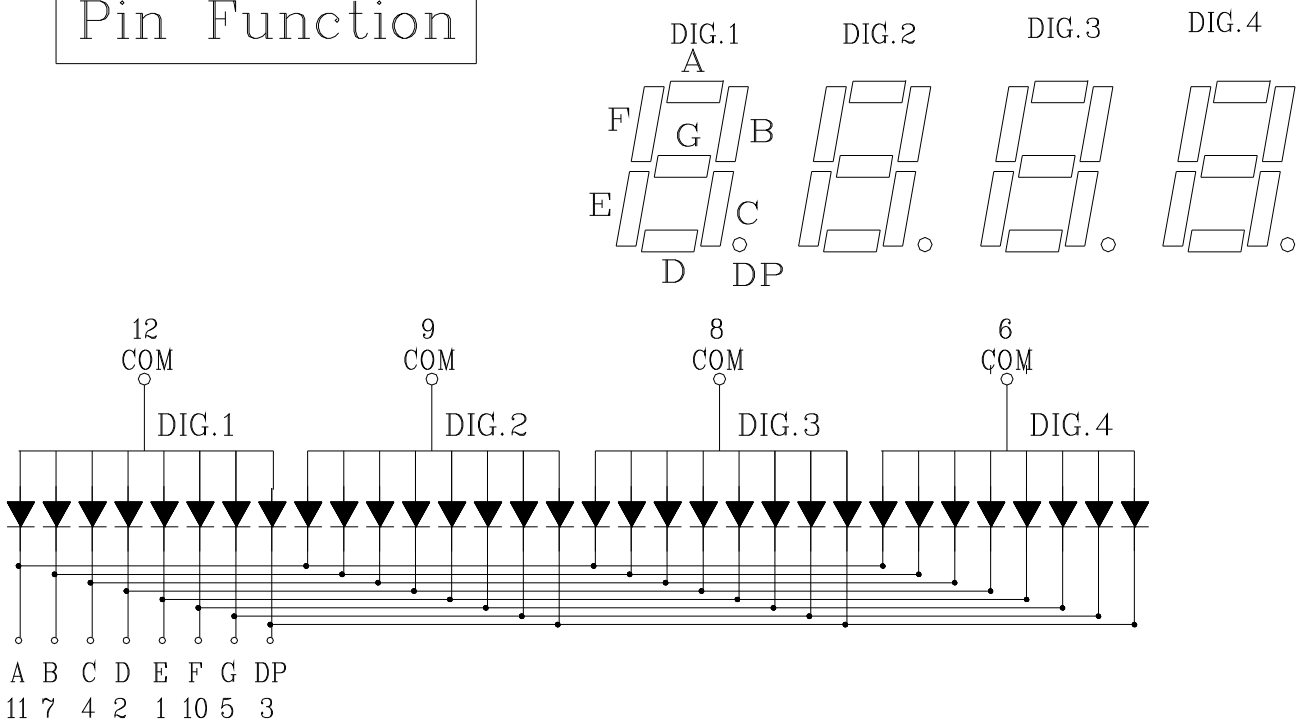 Pin Function
DIG.1 DIG.2 DIG.3 DIG.4
A
F G B
E C
D DP
12 9 8 6
COM COM COM COM
DIG.1 DIG.2 DIG.3 DIG.4
A B C D E F G DP
11 7 4 2 1 10 5 3